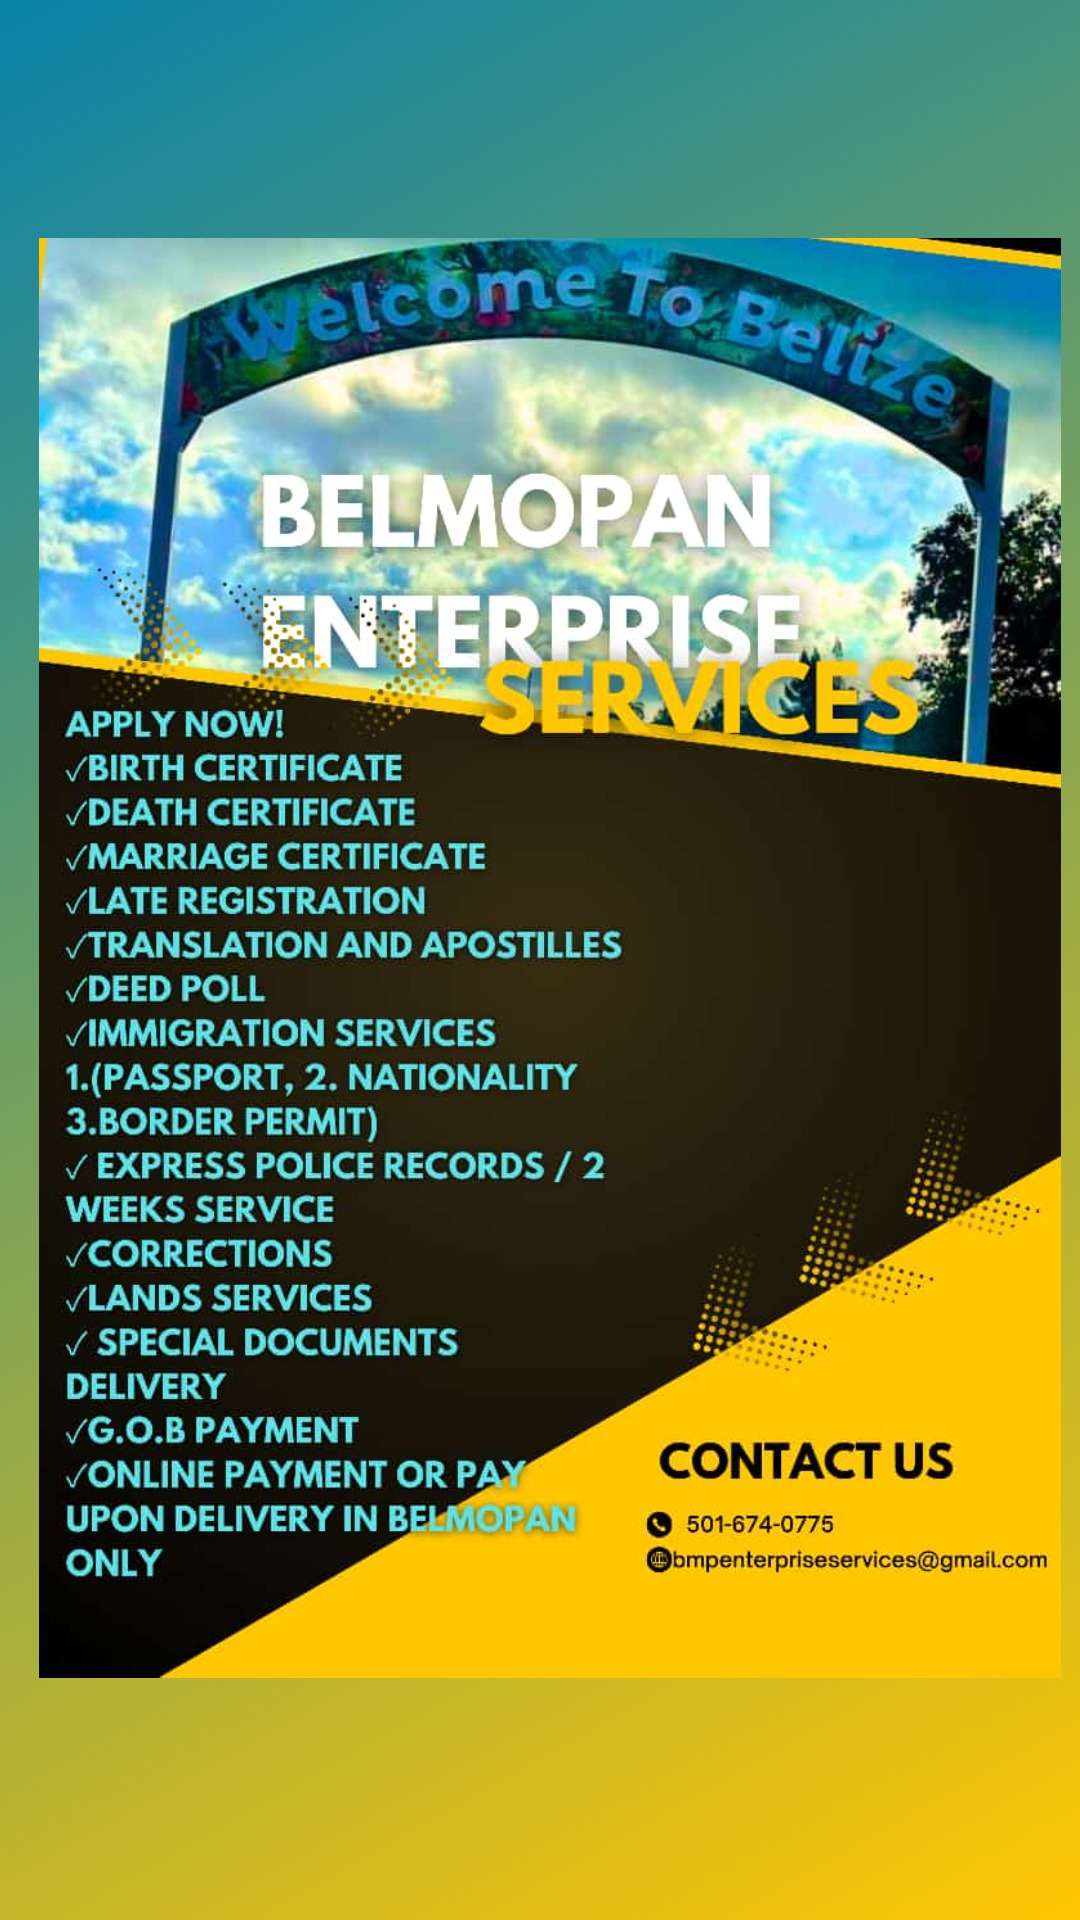 Welcome To Belize
BELMOPAN
ENTERPRISE
SERVICES
APPLY NOW!
✓BIRTH CERTIFICATE
✓DEATH CERTIFICATE
✓MARRIAGE CERTIFICATE
✓LATE REGISTRATION
✓TRANSLATION AND APOSTILLES
✓DEED POLL
✓IMMIGRATION SERVICES
1.(PASSPORT, 2. NATIONALITY
3.BORDER PERMIT)
✓ EXPRESS POLICE RECORDS / 2
WEEKS SERVICE
✓CORRECTIONS
✓LANDS SERVICES
✓ SPECIAL DOCUMENTS
DELIVERY
✓G.O.B PAYMENT
✓ONLINE PAYMENT OR PAY
UPON DELIVERY IN BELMOPAN
ONLY
CONTACT US
501-674-0775
bmpenterpriseservices@gmail.com